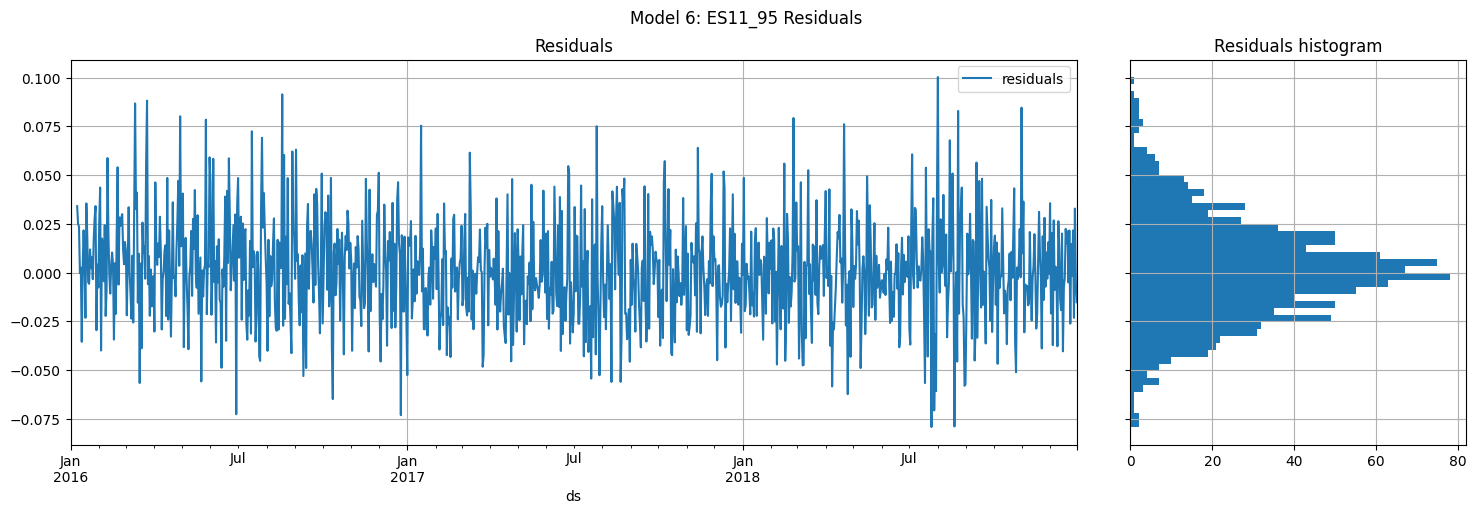 Model 6: ES11_95 Residuals
Residuals
Residuals histogram
residuals
0.100
0.075
0.050
0.025
0.000
−0.025
−0.050
−0.075
Jan
2016
Jul
Jan
2017
Jul
Jan
2018
Jul
ds
0
20
40
60
80